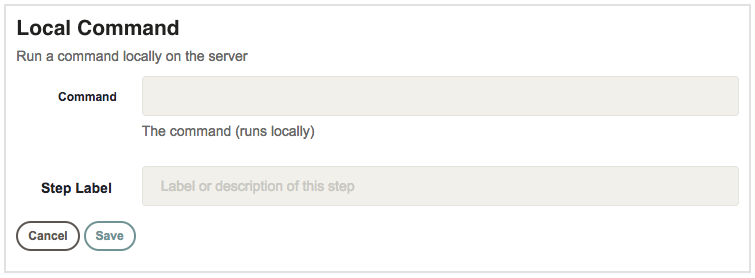 Local Command
Run a command locally on the server
Command
The command (runs locally)
Step Label
Label or description of this step
Cancel
Save